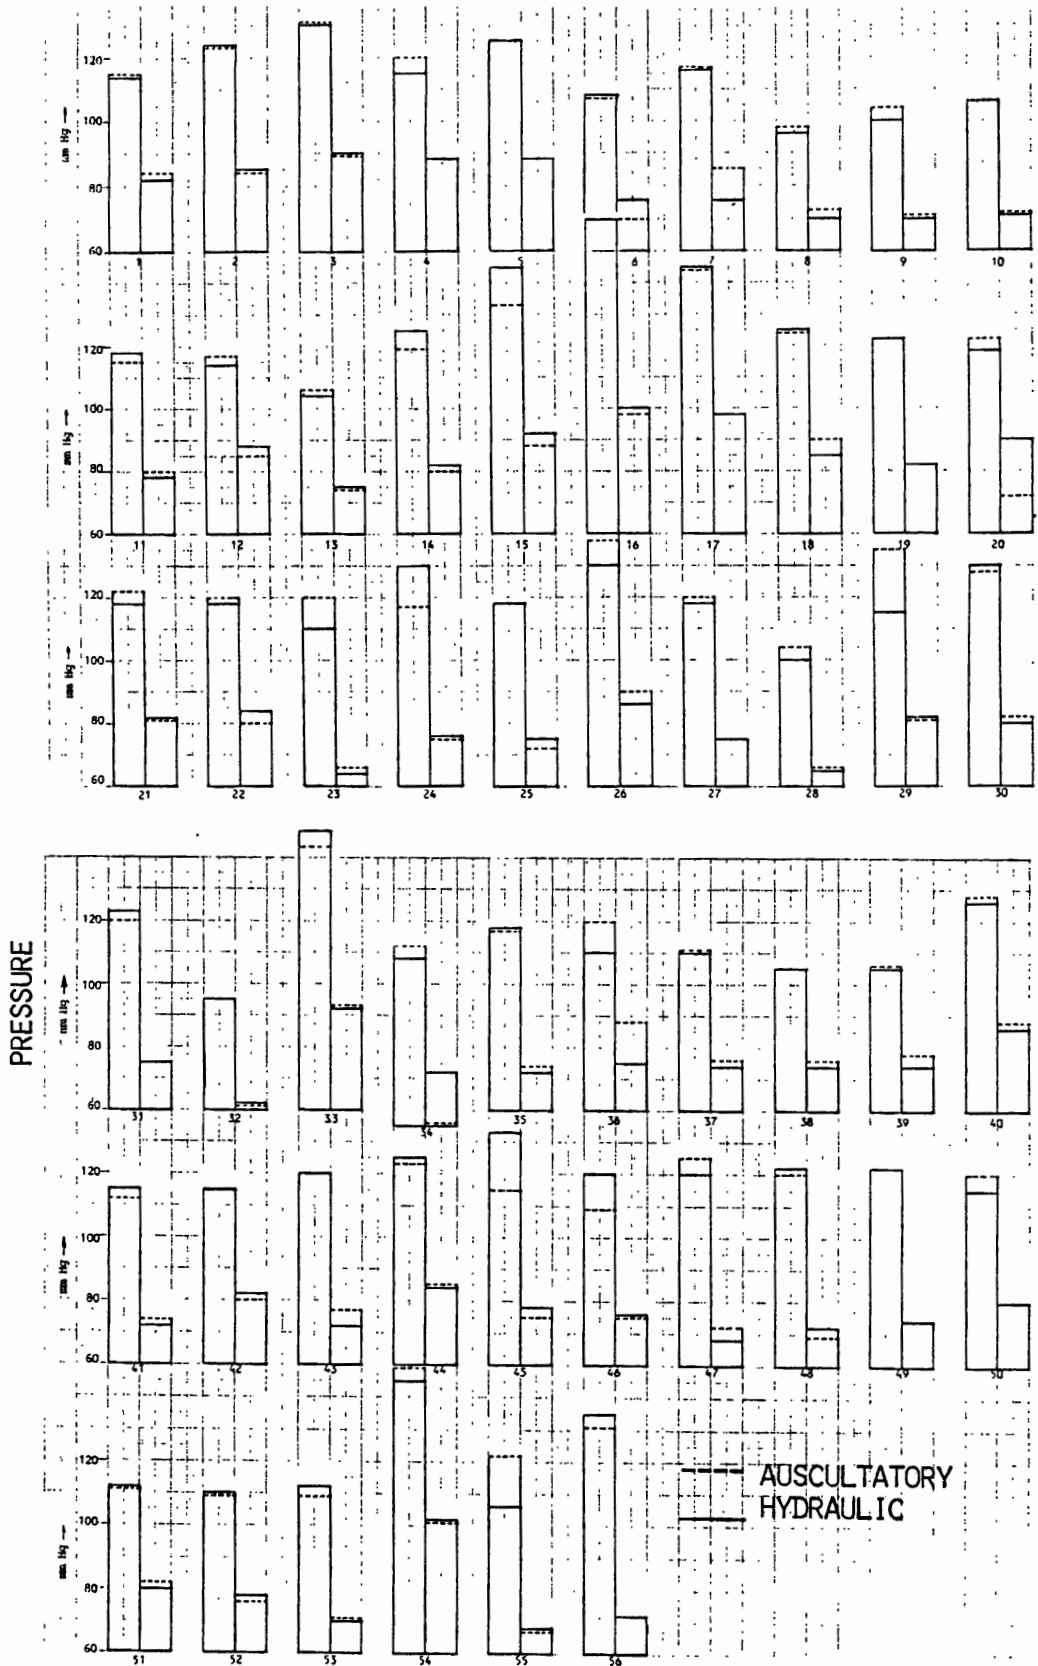 PRESSURE
mm Hg →
120
100
80
60
1 2 3 4 5 6 7 8 9 10
mm Hg →
120
100
80
60
11 12 13 14 15 16 17 18 19 20
mm Hg →
120
100
80
60
21 22 23 24 25 26 27 28 29 30
mm Hg →
120
100
80
60
31 32 33 34 35 36 37 38 39 40
mm Hg →
120
100
80
60
41 42 43 44 45 46 47 48 49 50
mm Hg →
120
100
80
60
51 52 53 54 55 56
AUSCULTATORY
HYDRAULIC